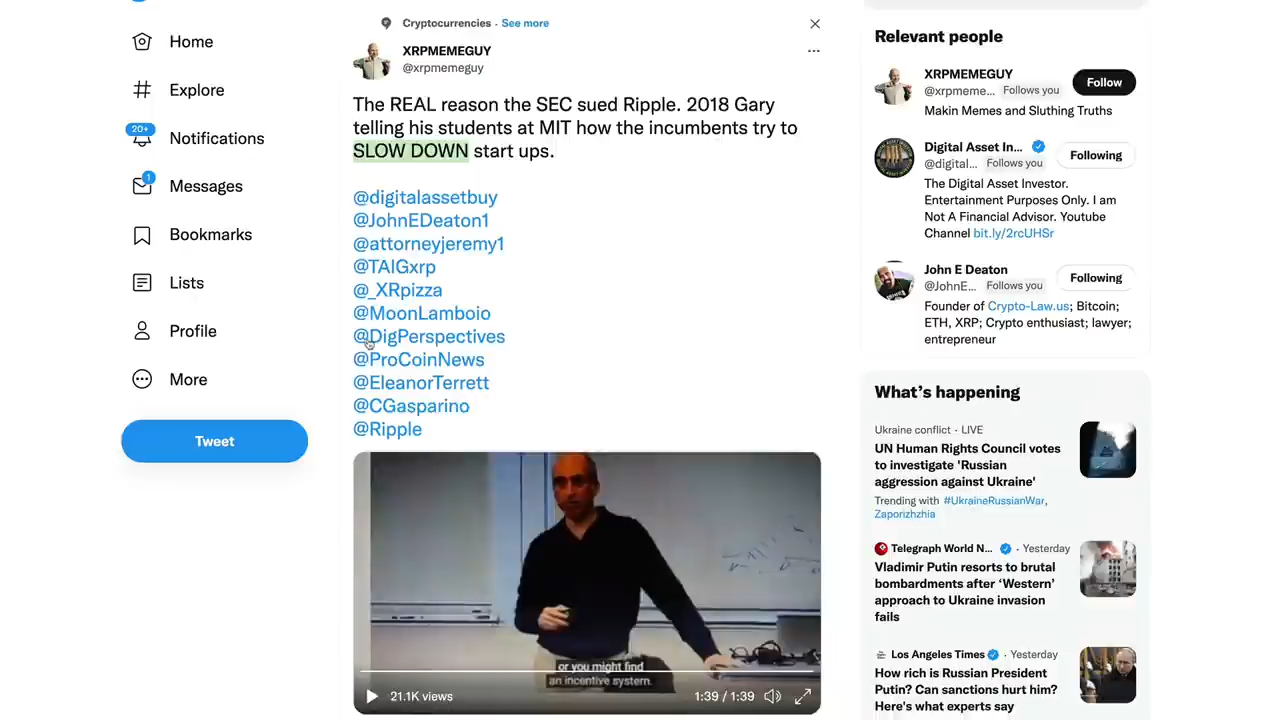 Home
Explore
20+
Notifications
1
Messages
Bookmarks
Lists
Profile
More
Tweet
Cryptocurrencies · See more
XRPMEMEGUY
@xrpmemeguy
The REAL reason the SEC sued Ripple. 2018 Gary
telling his students at MIT how the incumbents try to
SLOW DOWN start ups.
@digitalassetbuy
@JohnEDeaton1
@attorneyjeremy1
@TAIGxrp
@_XRpizza
@MoonLamboio
@DigPerspectives
@ProCoinNews
@EleanorTerrett
@CGasparino
@Ripple
or you might find
an incentive system.
21.1K views
1:39 / 1:39
Relevant people
XRPMEMEGUY
@xrpmeme... Follows you
Follow
Makin Memes and Sluthing Truths
Digital Asset In...
@digital... Follows you
Following
The Digital Asset Investor.
Entertainment Purposes Only. I am
Not A Financial Advisor. Youtube
Channel bit.ly/2rcUHSr
John E Deaton
@JohnE... Follows you
Following
Founder of Crypto-Law.us; Bitcoin;
ETH, XRP; Crypto enthusiast; lawyer;
entrepreneur
What's happening
Ukraine conflict · LIVE
UN Human Rights Council votes
to investigate 'Russian
aggression against Ukraine'
Trending with #UkraineRussianWar,
Zaporizhzhia
Telegraph World N... · Yesterday
Vladimir Putin resorts to brutal
bombardments after ‘Western’
approach to Ukraine invasion
fails
Los Angeles Times · Yesterday
How rich is Russian President
Putin? Can sanctions hurt him?
Here's what experts say